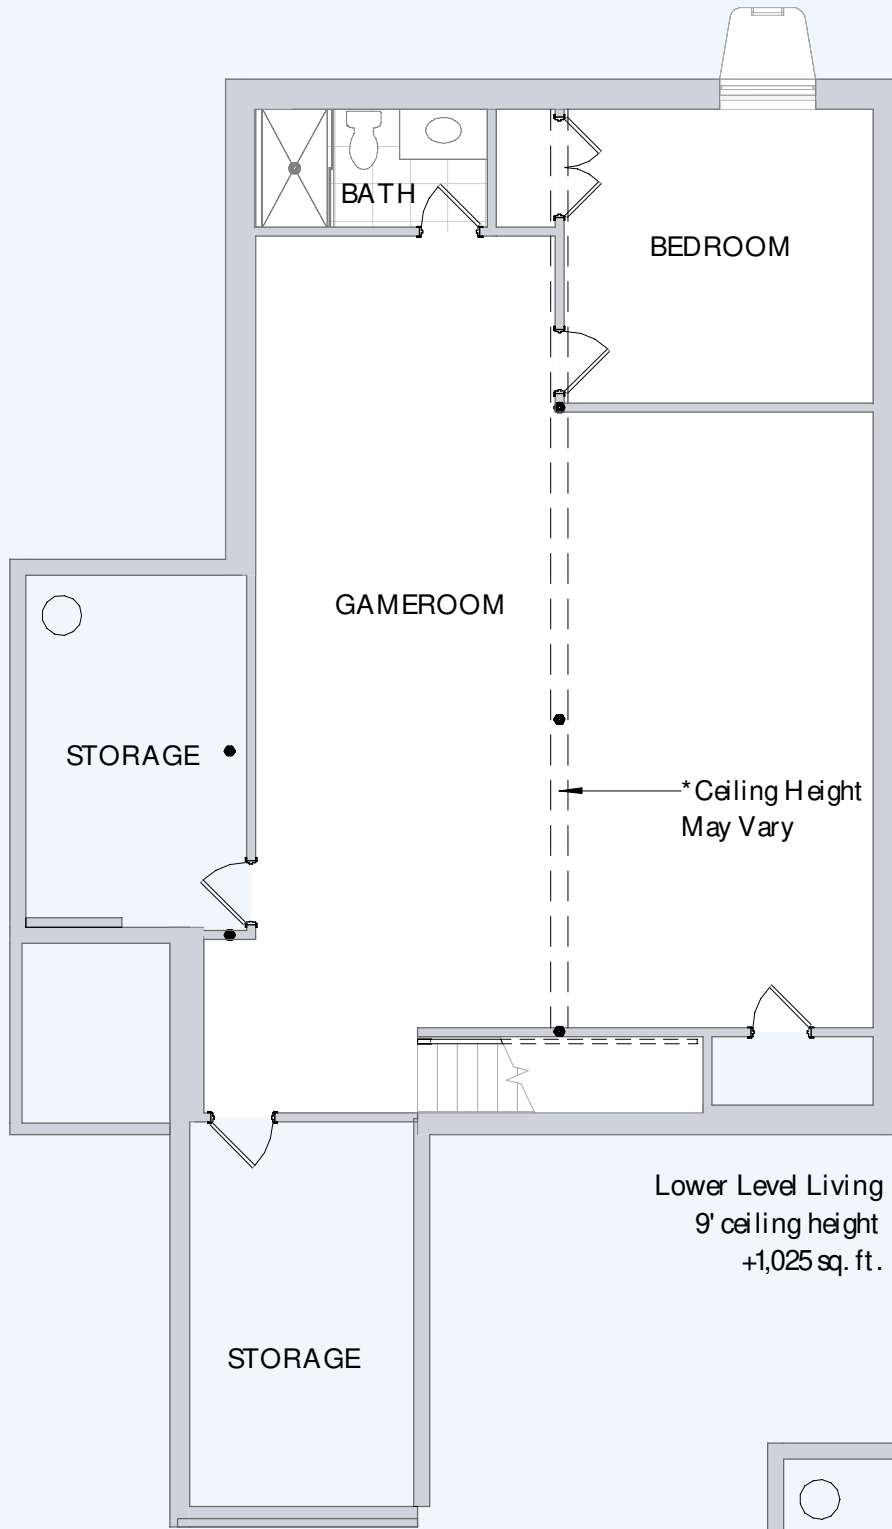 BATH
BEDROOM
GAMEROOM
STORAGE
*Ceiling Height
May Vary
Lower Level Living
9' ceiling height
+1,025 sq. ft.
STORAGE